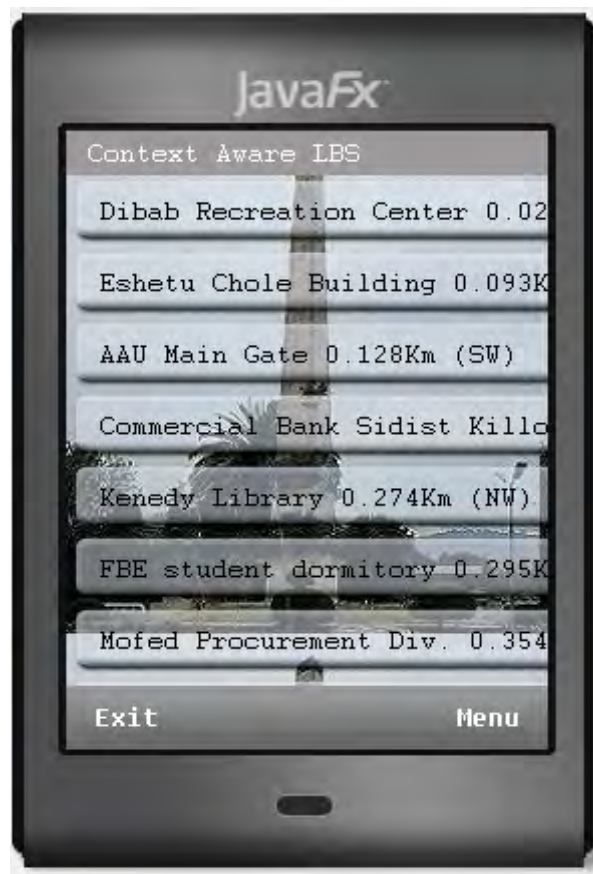 JavaFx
Context Aware LBS
Dibab Recreation Center 0.02
Eshetu Chole Building 0.093K
AAU Main Gate 0.128Km (SW)
Commercial Bank Sidist Killo
Kenedy Library 0.274Km (NW)
FBE student dormitory 0.295K
Mofed Procurement Div. 0.354
Exit Menu